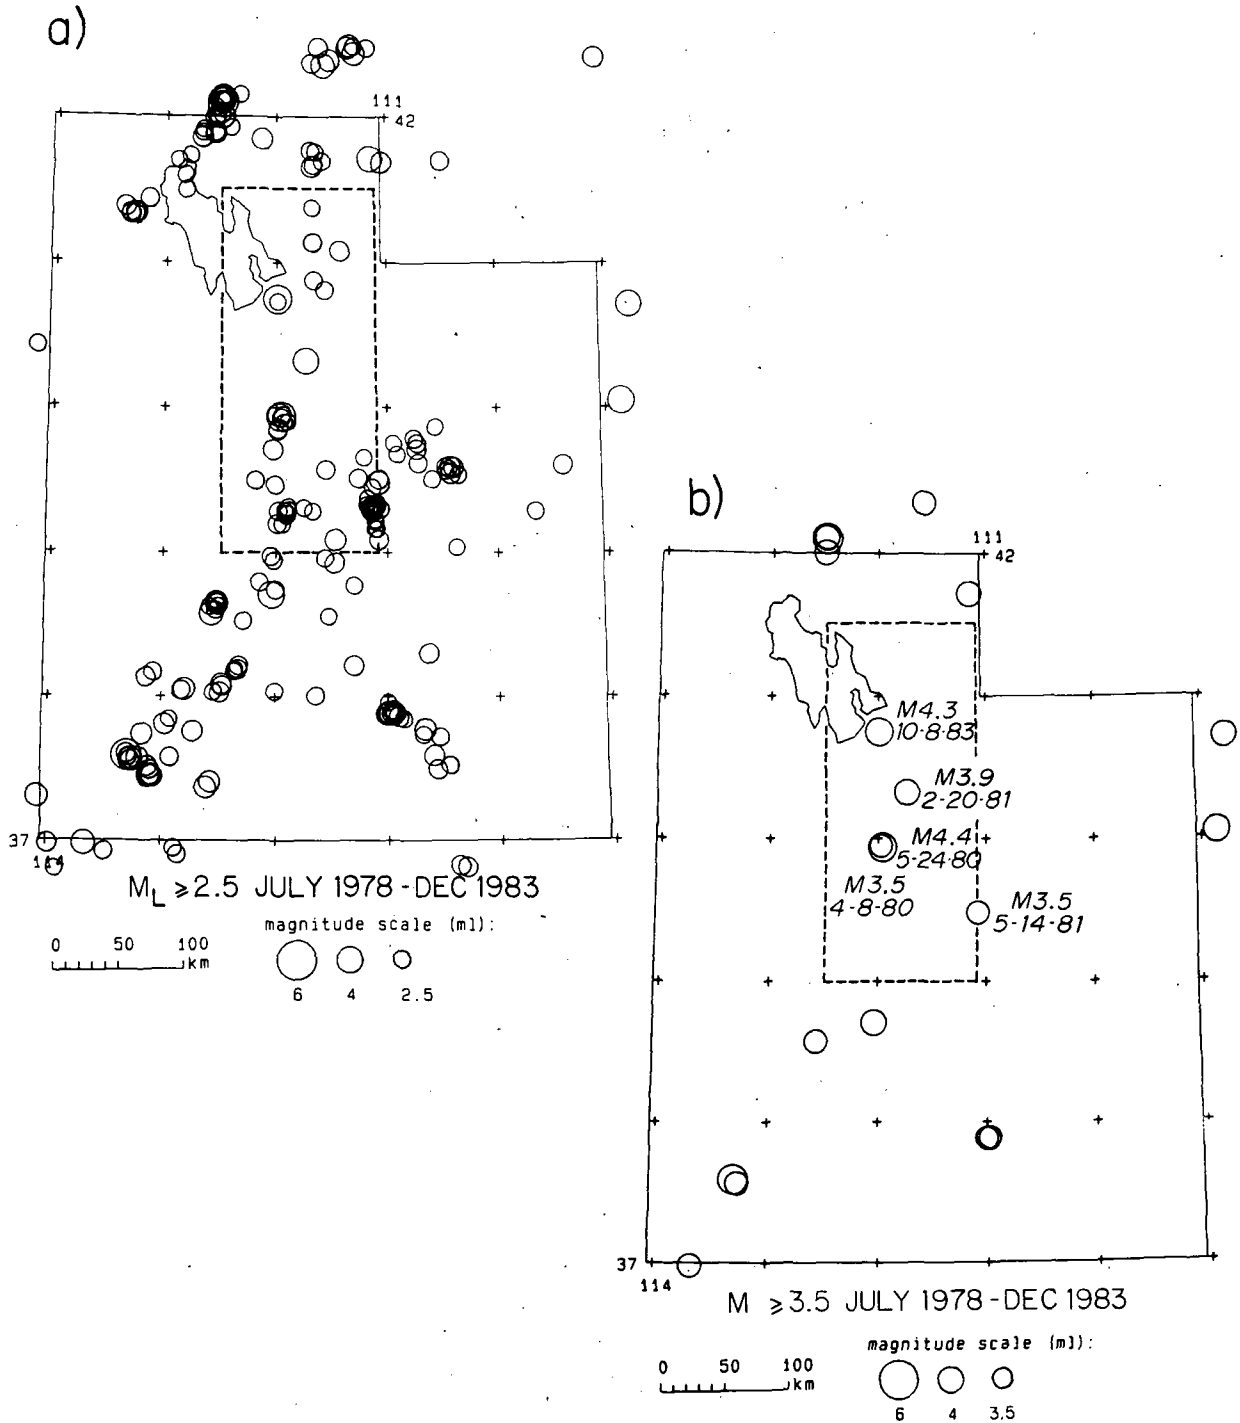 a)
111
42
37
114
M_L ⩾2.5 JULY 1978-DEC 1983
magnitude scale (ml):
0 50 100
km
6 4 2.5
b)
111
42
M4.3
10·8·83
M3.9
2·20·81
M4.4
5·24·80
M3.5
4·8·80
M3.5
5·14·81
37
114
M ⩾3.5 JULY 1978-DEC 1983
magnitude scale (ml):
0 50 100
km
6 4 3.5